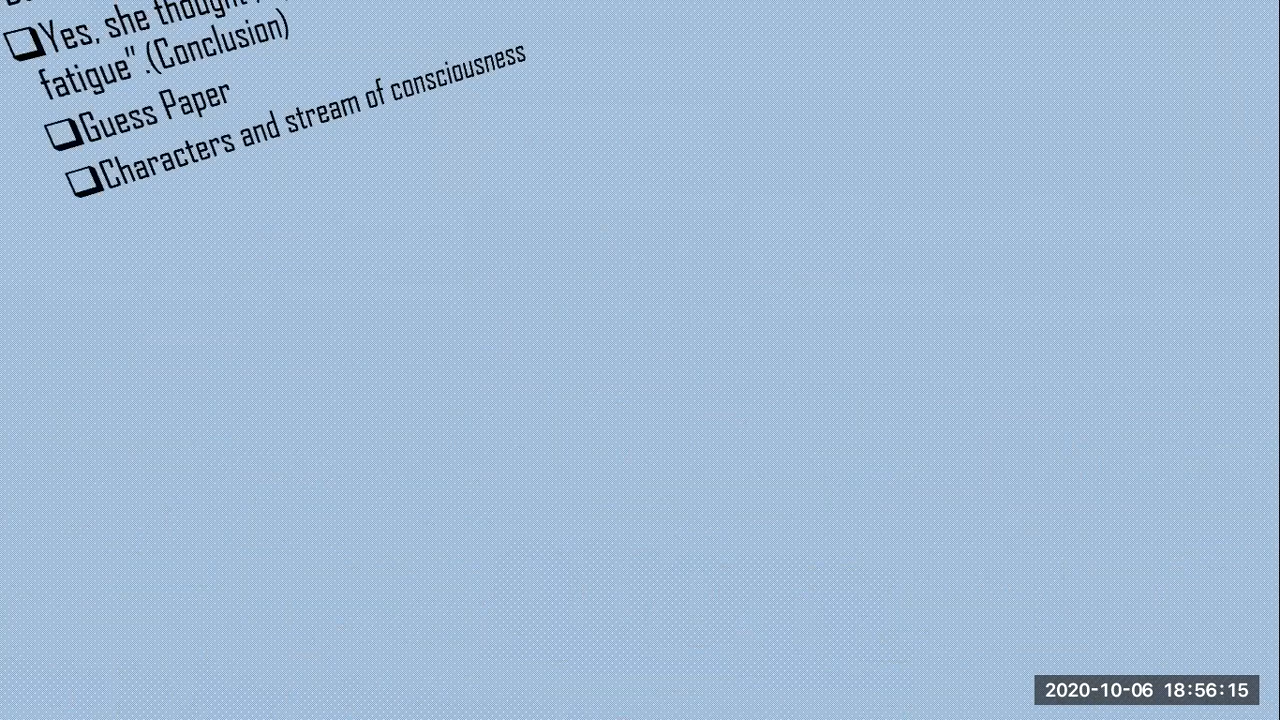 ❑Yes, she thought
fatigue" .(Conclusion)
❑Guess Paper
❑Characters and stream of consciousness
2020-10-06 18:56:15